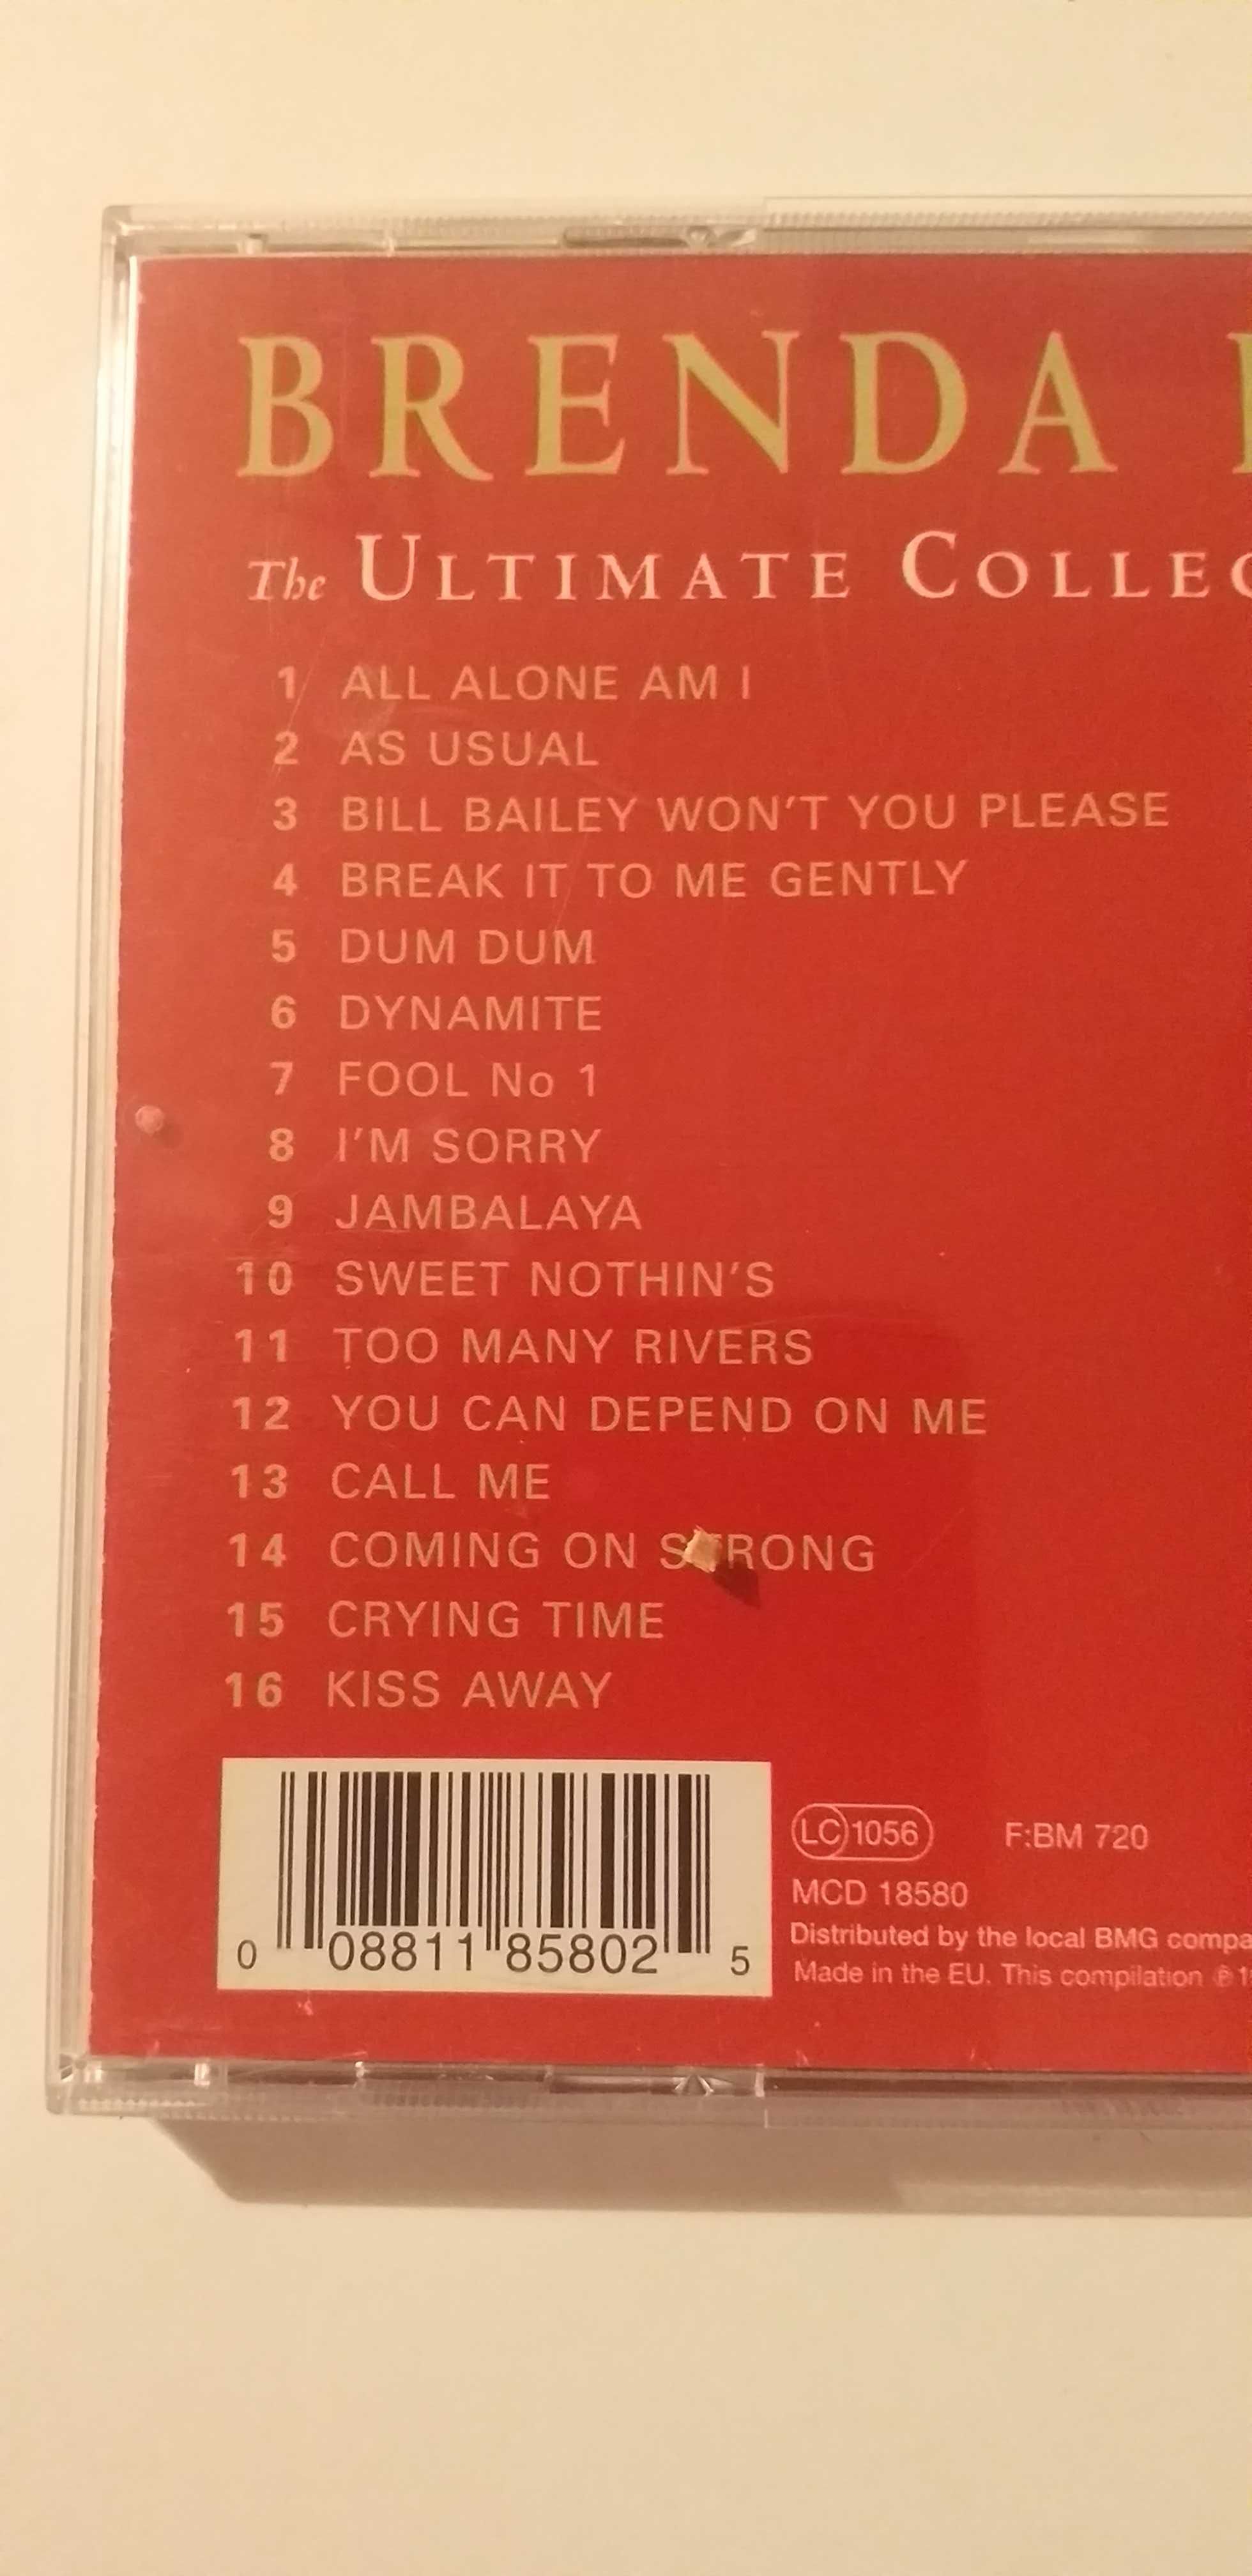 BRENDA
The ULTIMATE COLLEC
1 ALL ALONE AM I
2 AS USUAL
3 BILL BAILEY WON'T YOU PLEASE
4 BREAK IT TO ME GENTLY
5 DUM DUM
6 DYNAMITE
7 FOOL No 1
8 I'M SORRY
9 JAMBALAYA
10 SWEET NOTHIN'S
11 TOO MANY RIVERS
12 YOU CAN DEPEND ON ME
13 CALL ME
14 COMING ON STRONG
15 CRYING TIME
16 KISS AWAY
0 08811 85802 5
LC 1056 F:BM 720
MCD 18580
Distributed by the local BMG compa
Made in the EU. This compilation ℗ 1